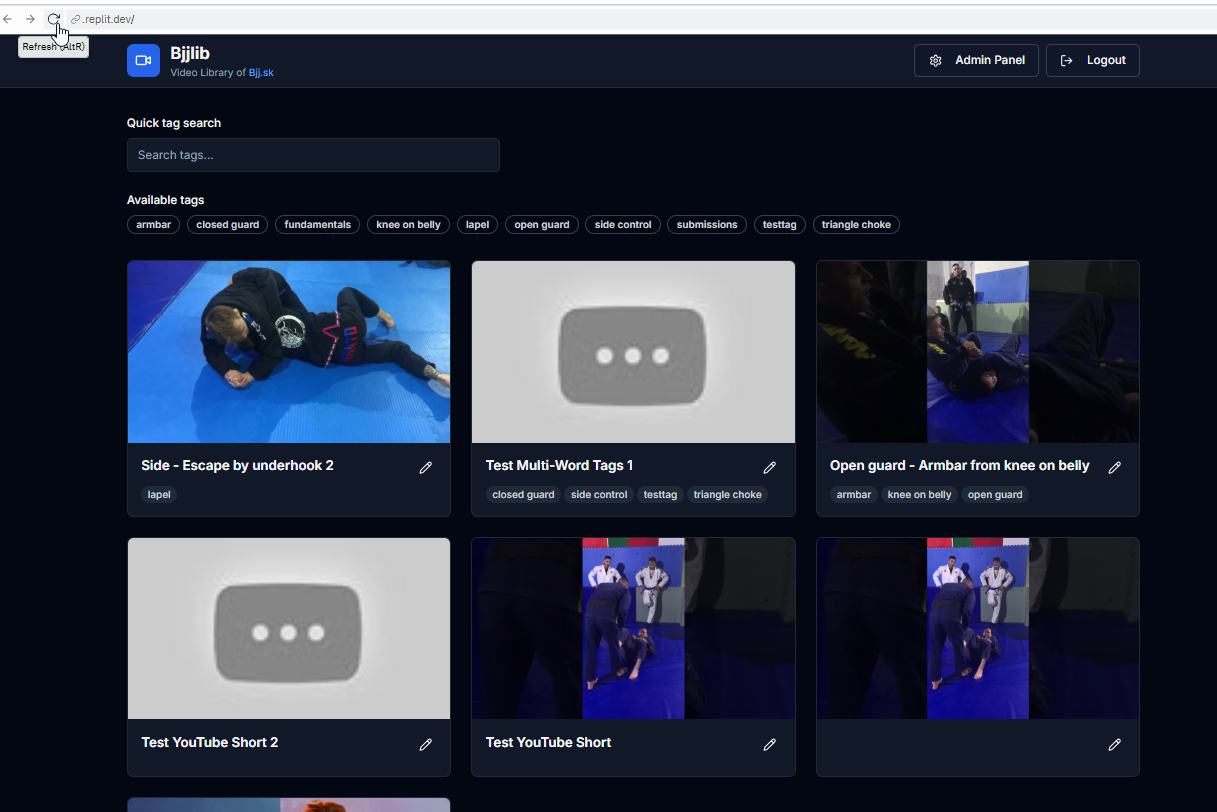 .replit.dev/
Refresh (AltR)
Bjjlib
Video Library of Bjj.sk
Admin Panel
Logout
Quick tag search
Search tags...
Available tags
armbar closed guard fundamentals knee on belly lapel open guard side control submissions testtag triangle choke
Side - Escape by underhook 2
lapel
Test Multi-Word Tags 1
closed guard side control testtag triangle choke
Open guard - Armbar from knee on belly
armbar knee on belly open guard
Test YouTube Short 2
Test YouTube Short